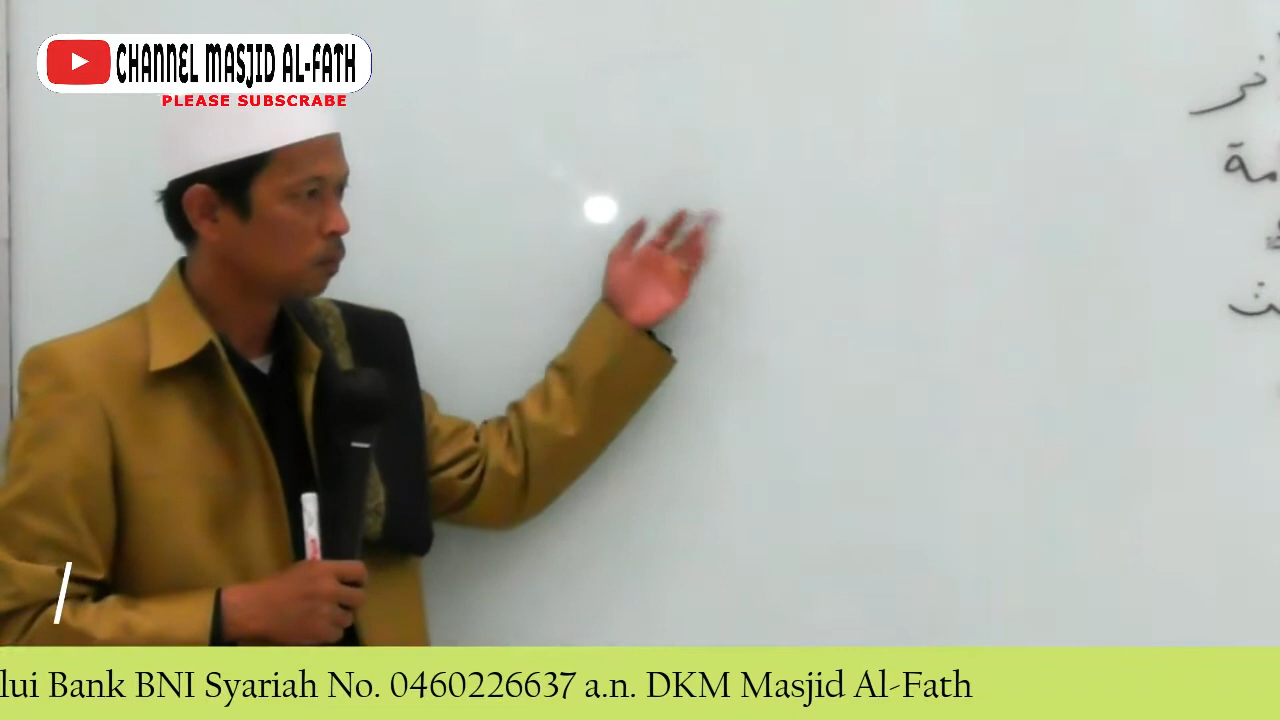 CHANNEL MASJID AL-FATH
PLEASE SUBSCRABE
/
lui Bank BNI Syariah No. 0460226637 a.n. DKM Masjid Al-Fath